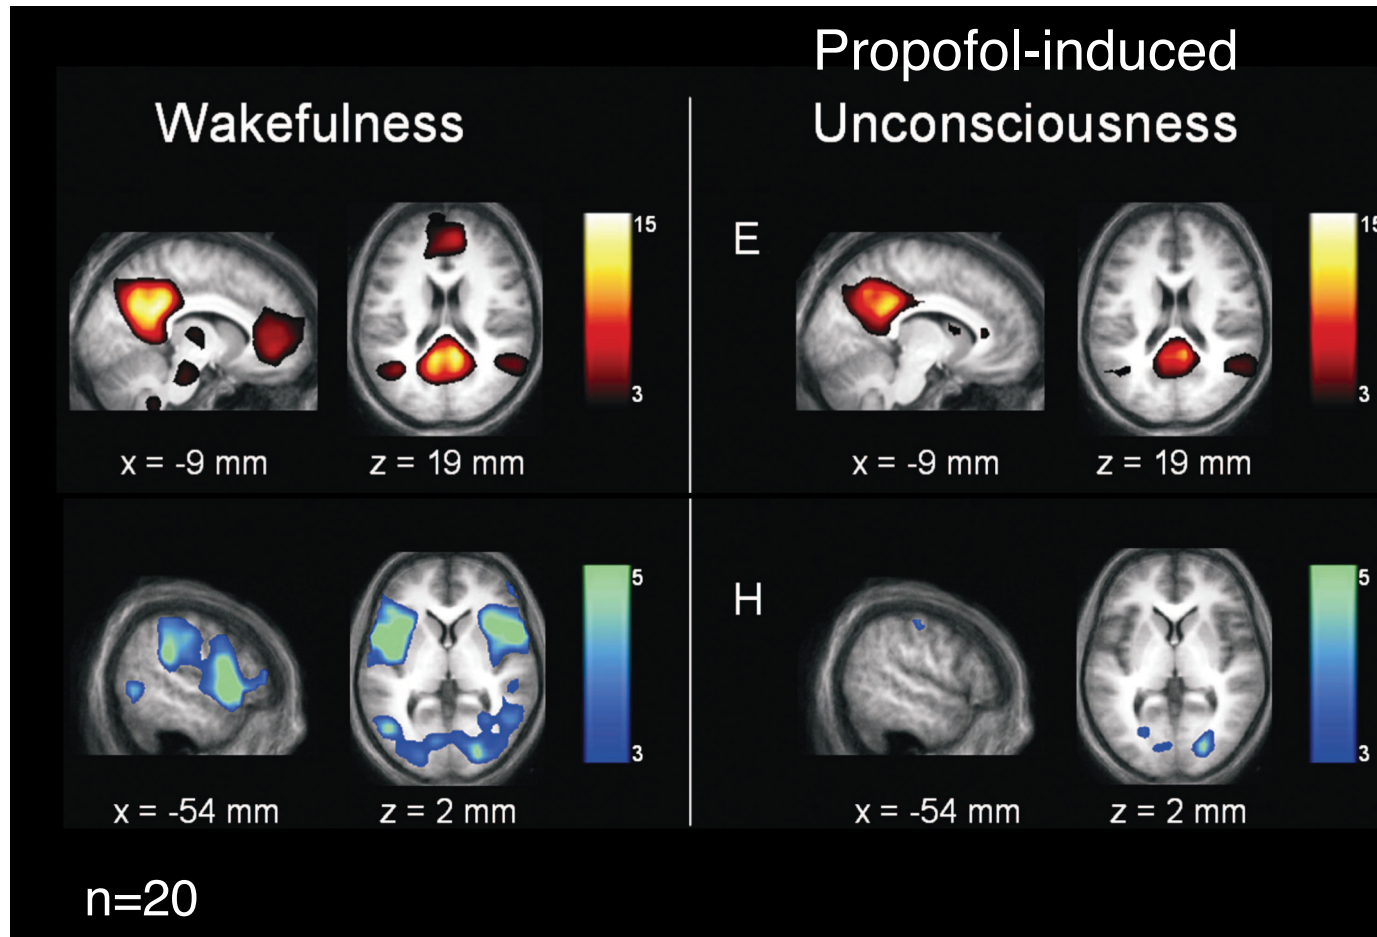 Propofol-induced
Wakefulness
Unconsciousness
15
3
E
15
3
x = -9 mm
z = 19 mm
x = -9 mm
z = 19 mm
5
3
H
5
3
x = -54 mm
z = 2 mm
x = -54 mm
z = 2 mm
n=20